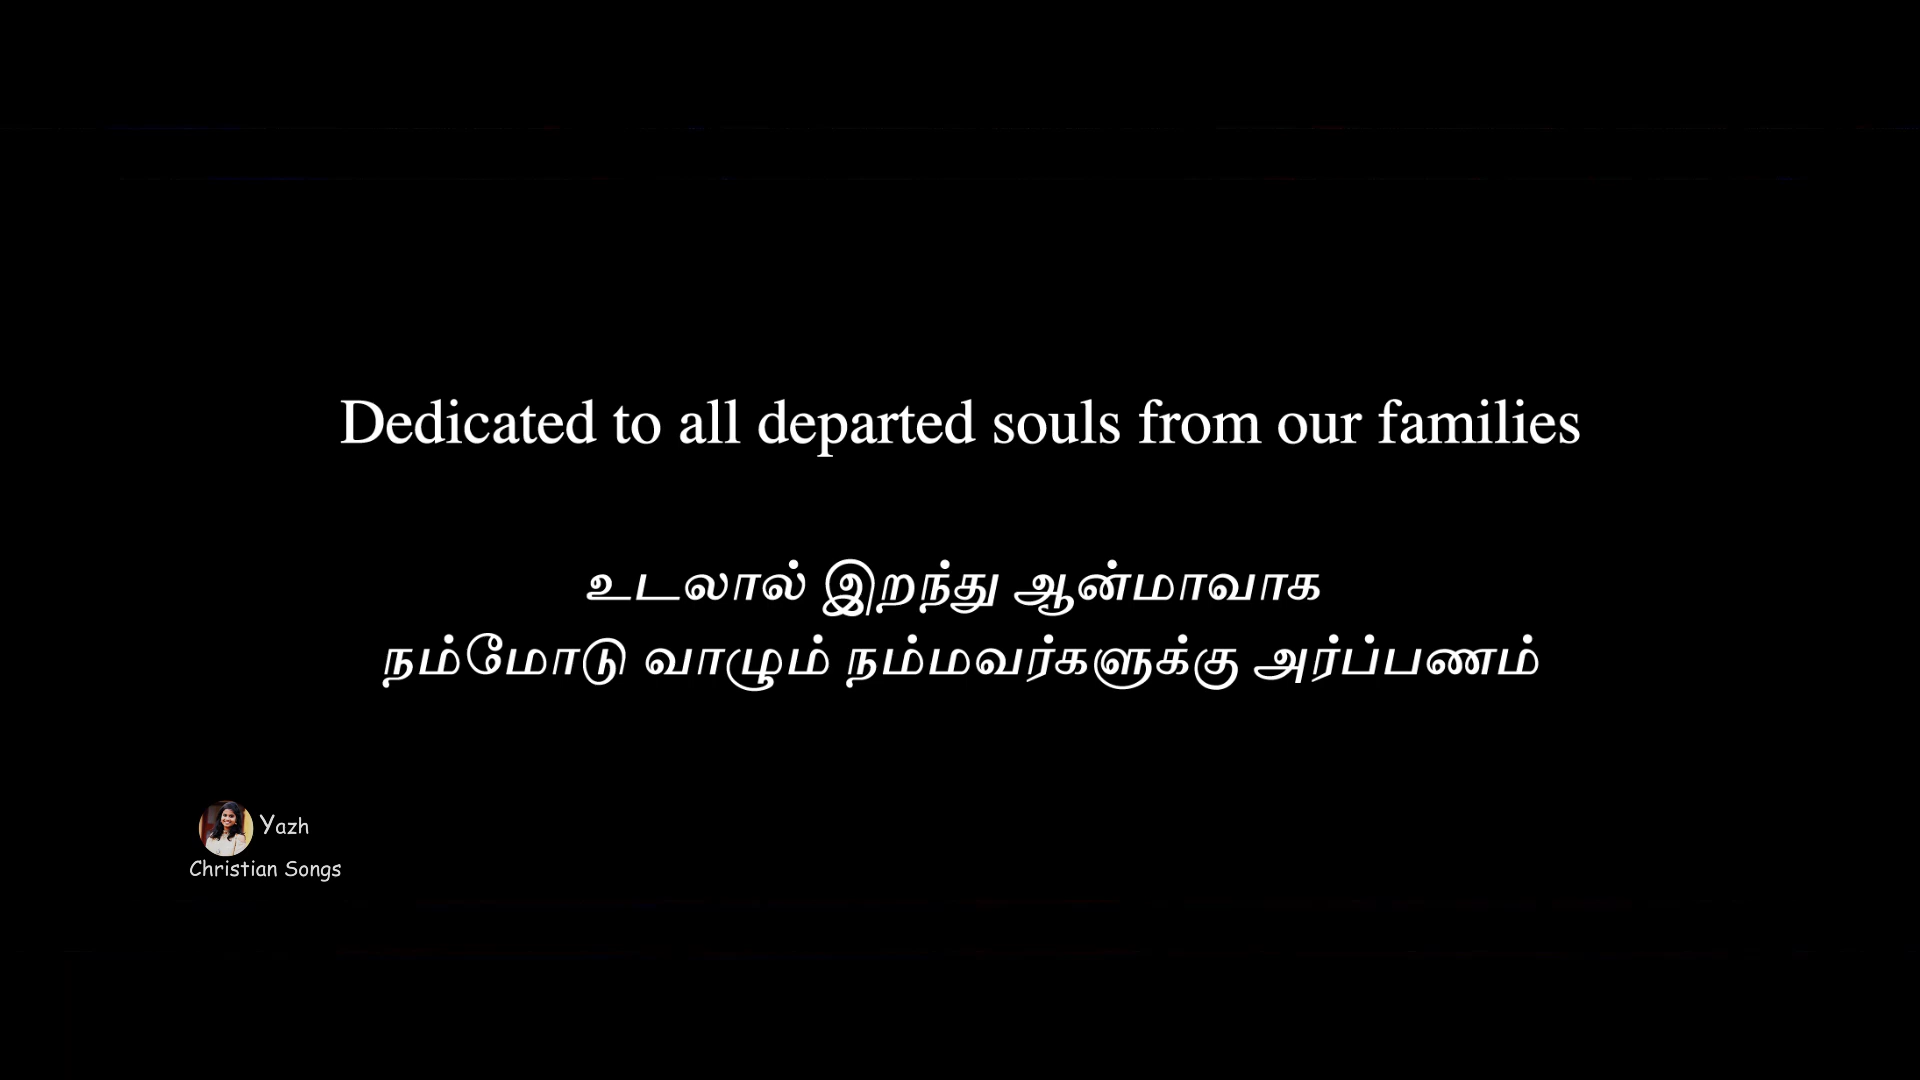 Dedicated to all departed souls from our families
உடலால் இறந்து ஆன்மாவாக
நம்மோடு வாழும் நம்மவர்களுக்கு அர்ப்பணம்
Yazh
Christian Songs